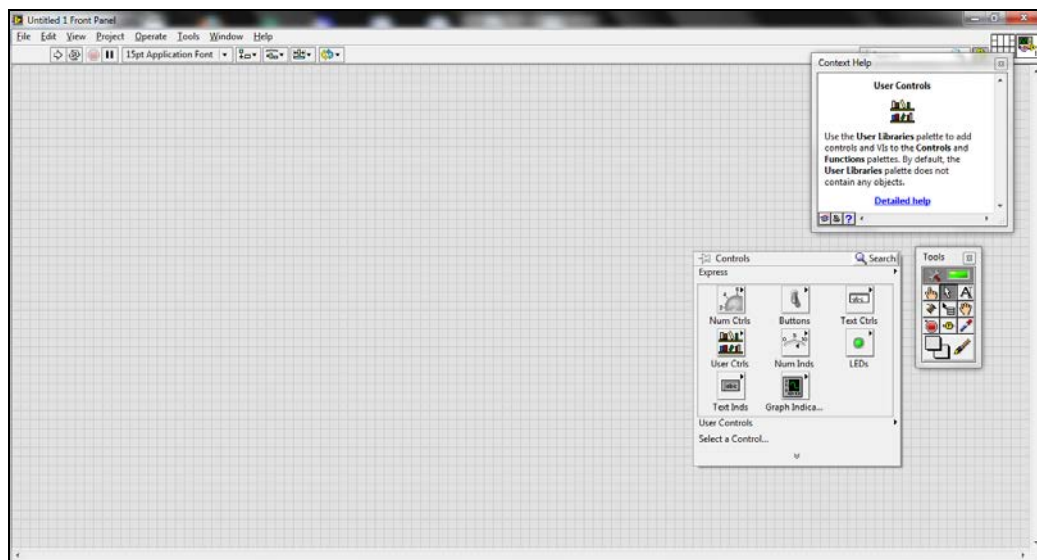 Untitled 1 Front Panel
File Edit View Project Operate Tools Window Help
15pt Application Font
Context Help
User Controls
Use the User Libraries palette to add
controls and VIs to the Controls and
Functions palettes. By default, the
User Libraries palette does not
contain any objects.
Detailed help
?
Controls Search
Express
Num Ctrls Buttons Text Ctrls
User Ctrls Num Inds LEDs
Text Inds Graph Indica...
User Controls
Select a Control...
Tools
A